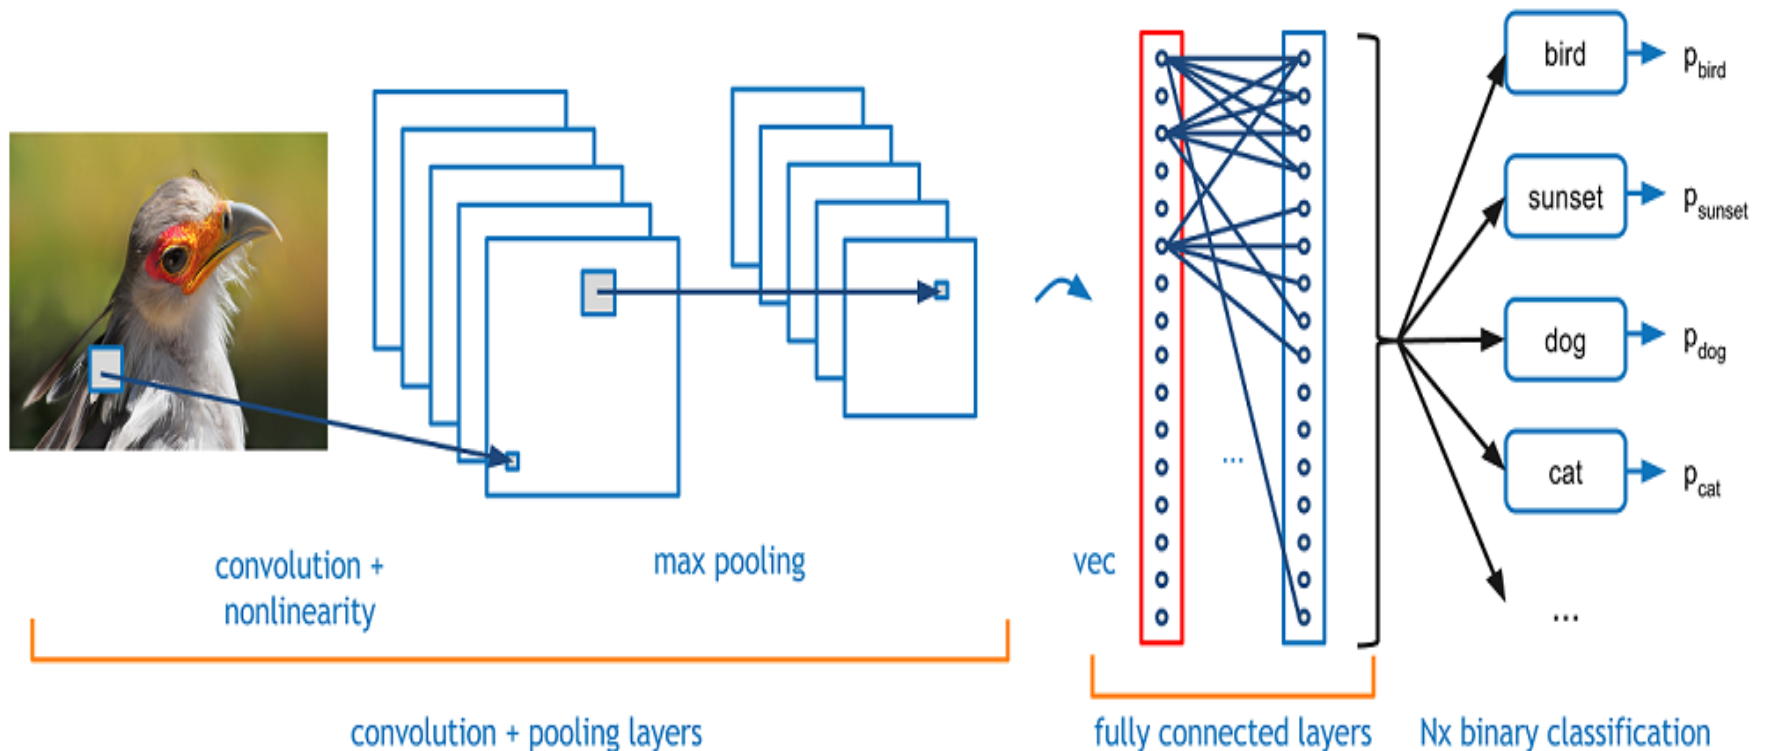 convolution +
nonlinearity
max pooling
vec
...
convolution + pooling layers
fully connected layers
Nx binary classification
bird
p_bird
sunset
p_sunset
dog
p_dog
cat
p_cat
...